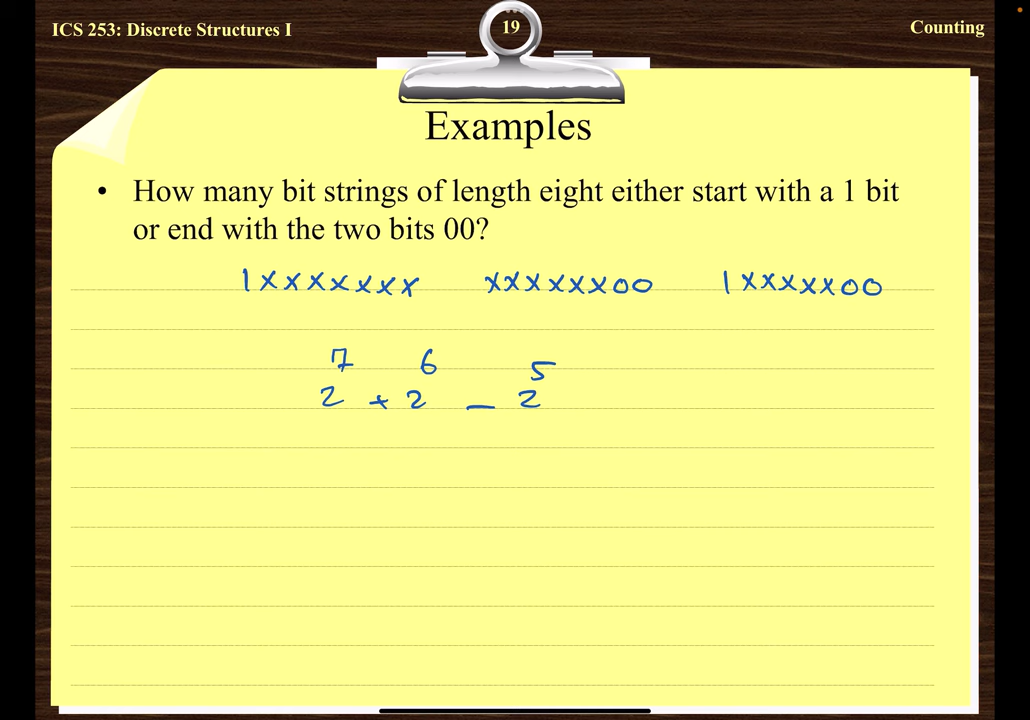 ICS 253: Discrete Structures I 19 Counting
Examples
• How many bit strings of length eight either start with a 1 bit
or end with the two bits 00?
1xxxxxxx xxxxxx00 1xxxxx00
7 6 5
2 + 2 – 2